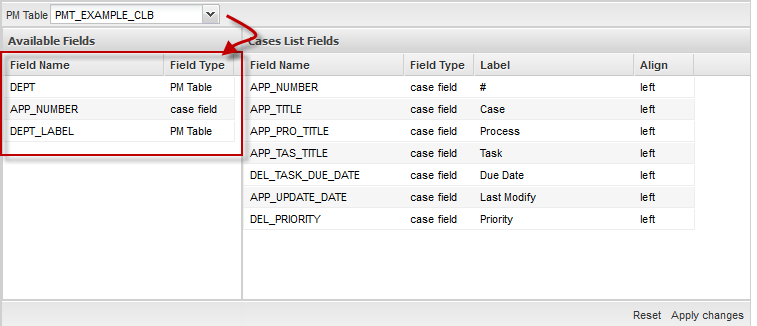 PM Table PMT_EXAMPLE_CLB
Available Fields
Field Name Field Type
DEPT PM Table
APP_NUMBER case field
DEPT_LABEL PM Table
Cases List Fields
Field Name Field Type Label Align
APP_NUMBER case field # left
APP_TITLE case field Case left
APP_PRO_TITLE case field Process left
APP_TAS_TITLE case field Task left
DEL_TASK_DUE_DATE case field Due Date left
APP_UPDATE_DATE case field Last Modify left
DEL_PRIORITY case field Priority left
Reset Apply changes